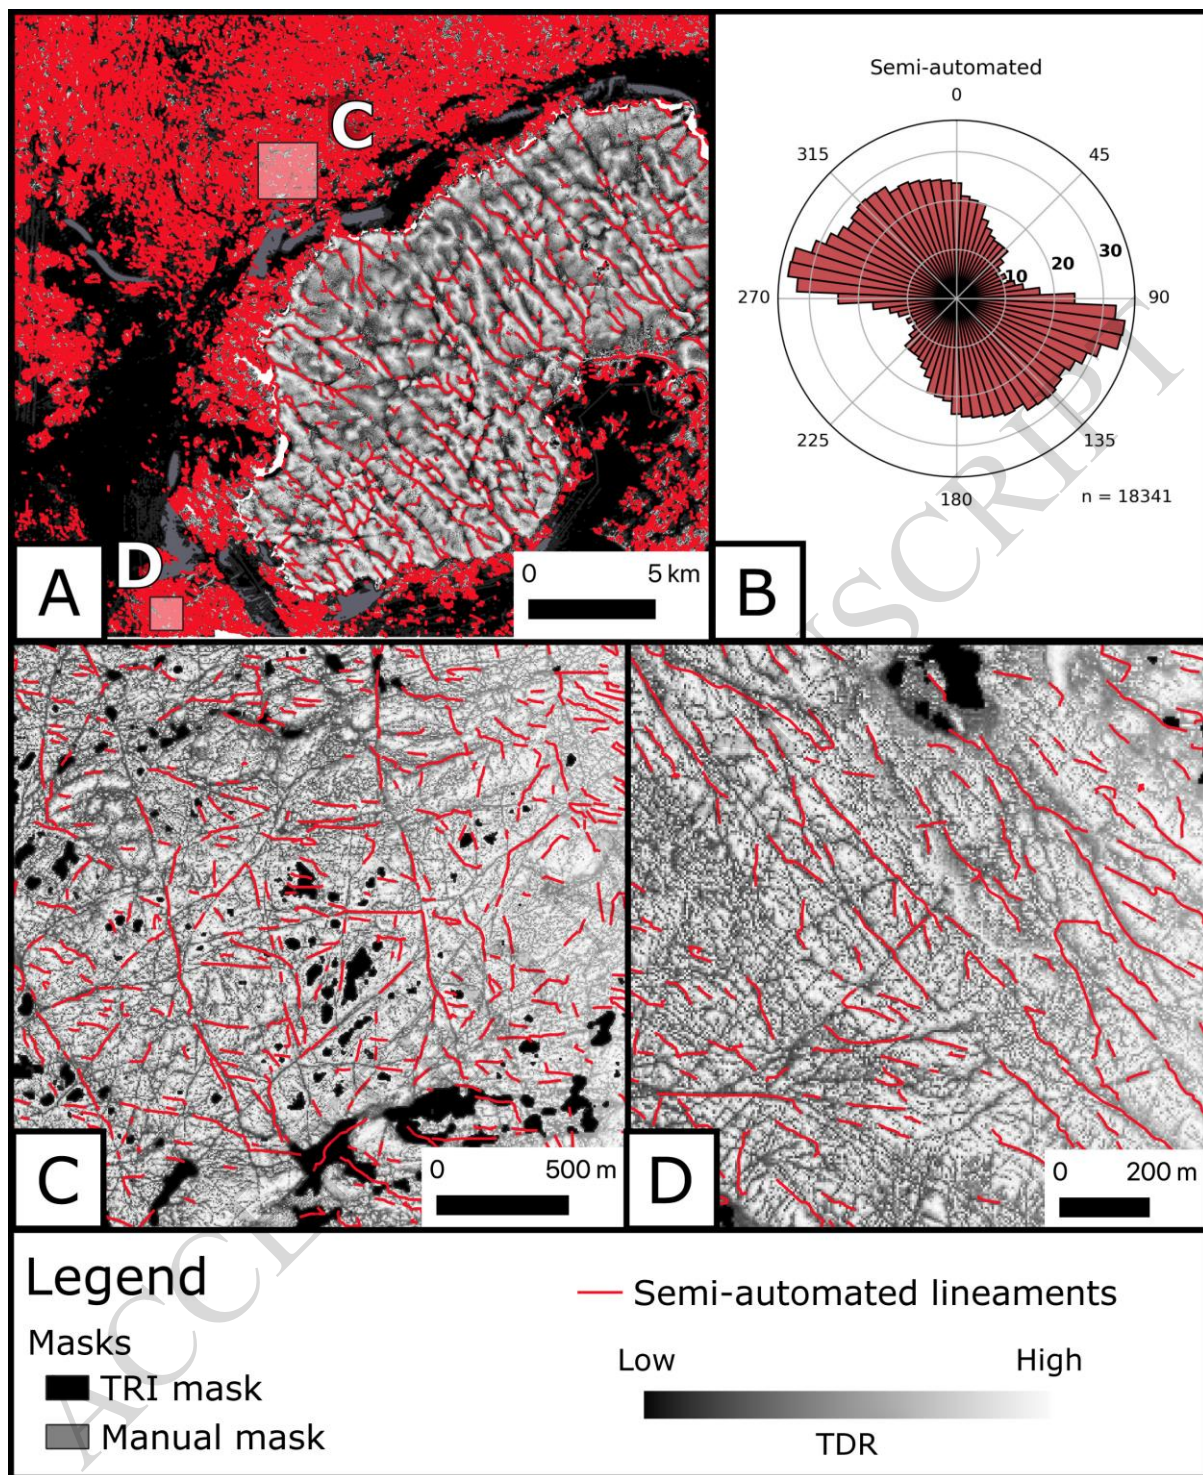 C
D
A
0 5 km
Semi-automated
0
315 45
30
20
10
270 90
225 135
180
n = 18341
B
C
0 500 m
D
0 200 m
Legend
Masks
TRI mask
Manual mask
Semi-automated lineaments
Low High
TDR